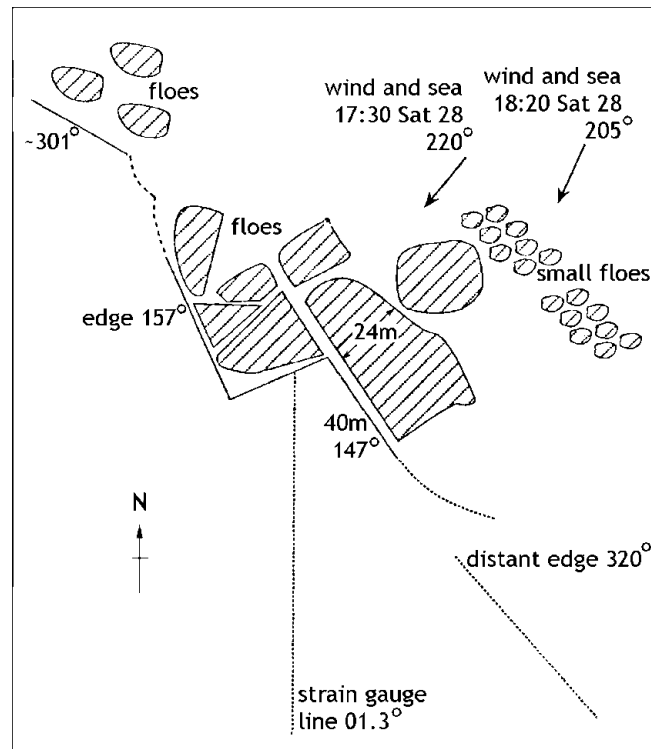 floes
~301°
wind and sea
17:30 Sat 28
220°
wind and sea
18:20 Sat 28
205°
floes
small floes
edge 157°
24m
40m
147°
N
distant edge 320°
strain gauge
line 01.3°